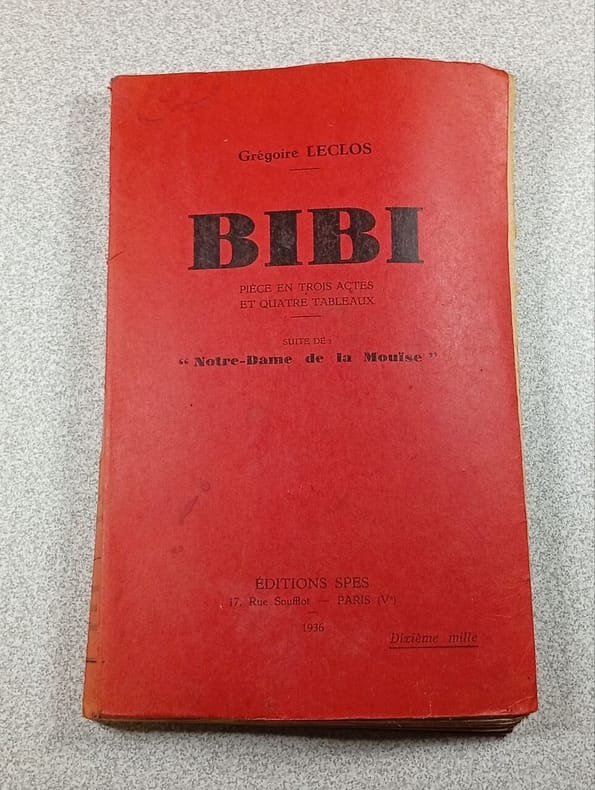 Grégoire LECLOS
BIBI
PIÈCE EN TROIS ACTES
ET QUATRE TABLEAUX
SUITE DE :
“ Notre-Dame de la Mouïse ”
ÉDITIONS SPES
17, Rue Soufflot — PARIS (Vᵉ)
1936
Dixième mille